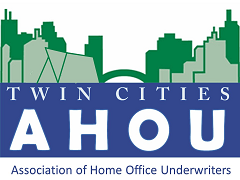 TWIN CITIES
AHOU
Association of Home Office Underwriters